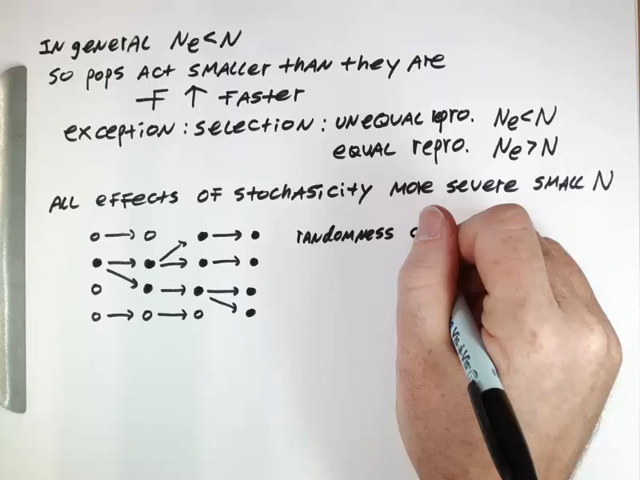 IN general Ne<N
SO pops Act smaller than they Are
F ↑ FASTER
exception: selection: UNequal repro. Ne<N
equal repro. Ne>N
All effects of stochasicity more severe small N
randomness